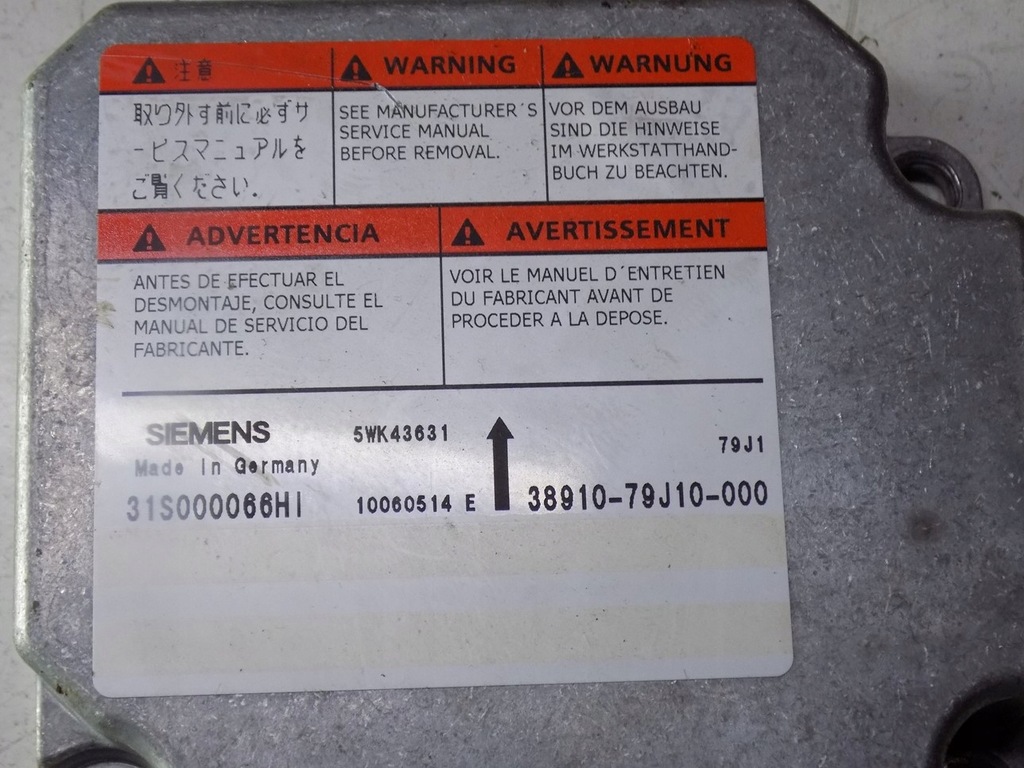 注意
取り外す前に必ずサ
ービスマニュアルを
ご覧ください.
WARNING
SEE MANUFACTURER´S
SERVICE MANUAL
BEFORE REMOVAL.
WARNUNG
VOR DEM AUSBAU
SIND DIE HINWEISE
IM WERKSTATTHAND-
BUCH ZU BEACHTEN.
ADVERTENCIA
ANTES DE EFECTUAR EL
DESMONTAJE, CONSULTE EL
MANUAL DE SERVICIO DEL
FABRICANTE.
AVERTISSEMENT
VOIR LE MANUEL D´ENTRETIEN
DU FABRICANT AVANT DE
PROCEDER A LA DEPOSE.
SIEMENS 5WK43631 79J1
Made in Germany
31S000066HI 10060514 E 38910-79J10-000